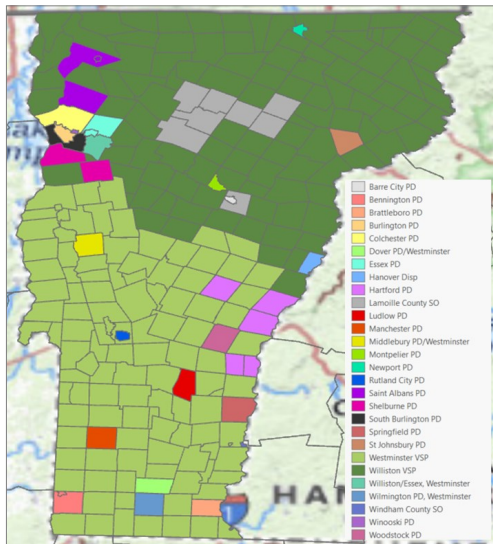 Barre City PD
Bennington PD
Brattleboro PD
Burlington PD
Colchester PD
Dover PD/Westminster
Essex PD
Hanover Disp
Hartford PD
Lamoille County SO
Ludlow PD
Manchester PD
Middlebury PD/Westminster
Montpelier PD
Newport PD
Rutland City PD
Saint Albans PD
Shelburne PD
South Burlington PD
Springfield PD
St Johnsbury PD
Westminster VSP
Williston VSP
Williston/Essex, Westminster
Wilmington PD, Westminster
Windham County SO
Winooski PD
Woodstock PD
HAM
1